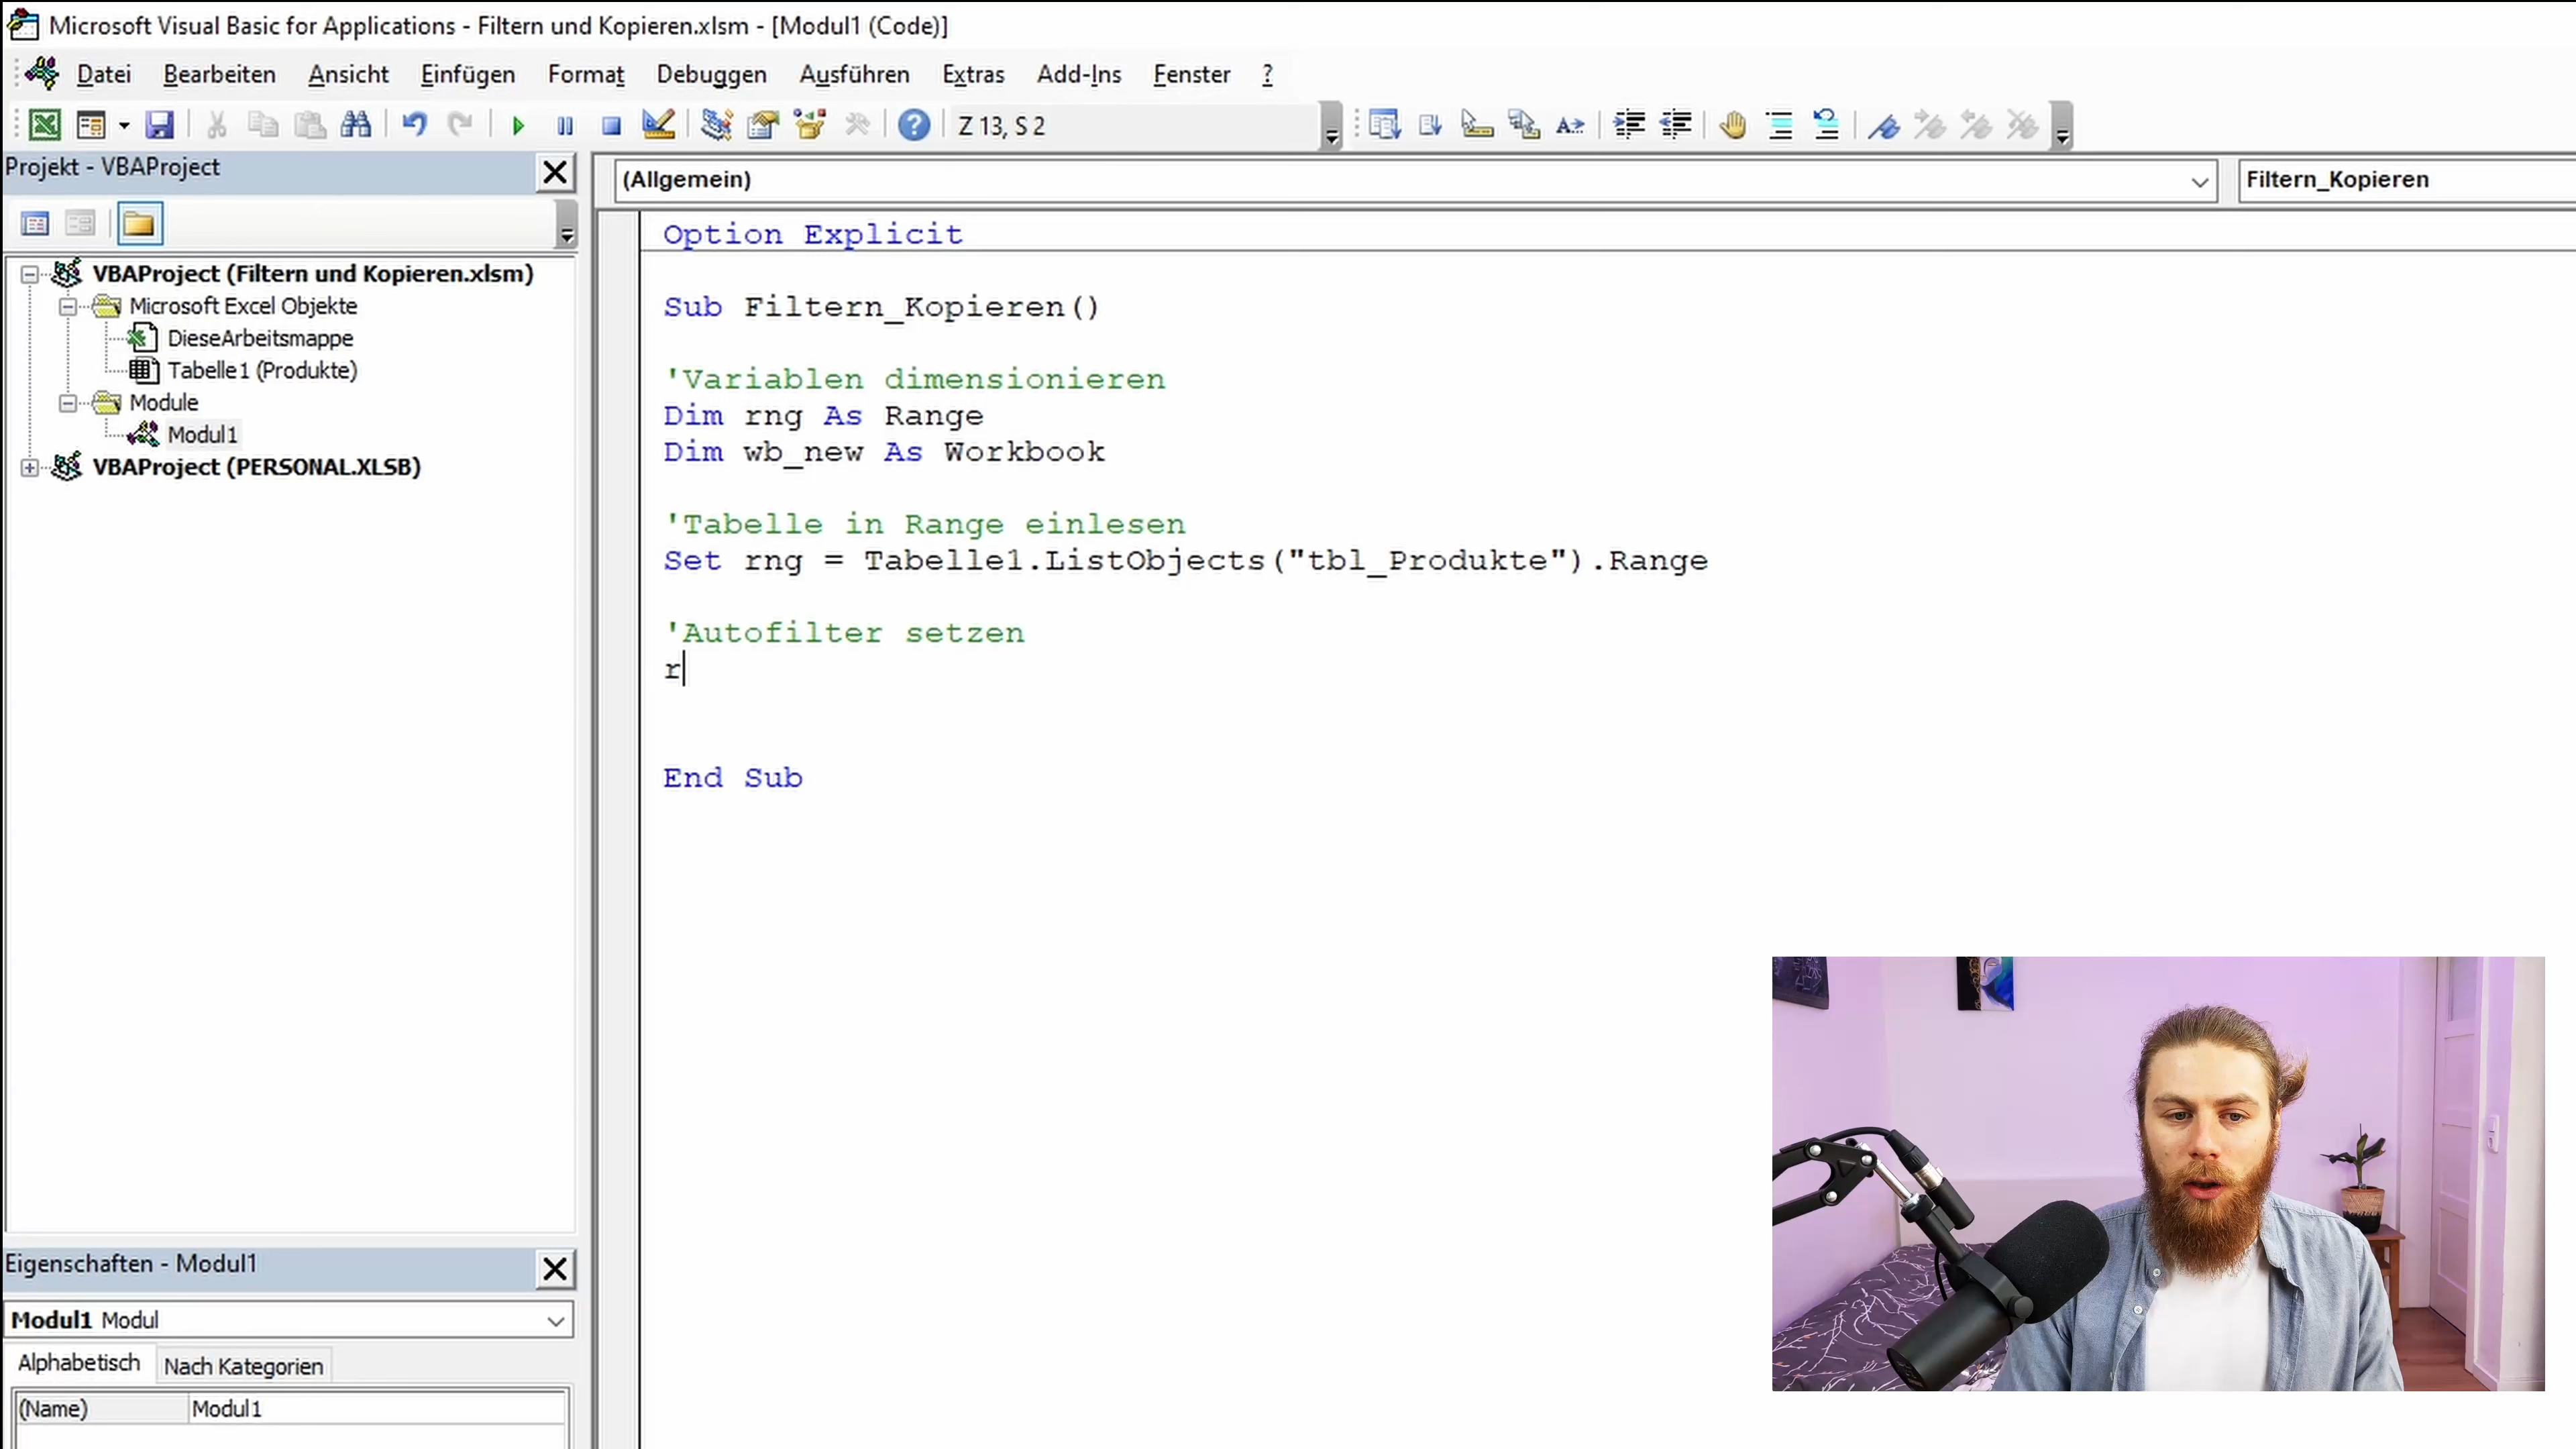 Microsoft Visual Basic for Applications - Filtern und Kopieren.xlsm - [Modul1 (Code)]
Datei Bearbeiten Ansicht Einfügen Format Debuggen Ausführen Extras Add-Ins Fenster ?
Z 13, S 2
Projekt - VBAProject
(Allgemein)
Filtern_Kopieren
VBAProject (Filtern und Kopieren.xlsm)
Microsoft Excel Objekte
DieseArbeitsmappe
Tabelle1 (Produkte)
Module
Modul1
VBAProject (PERSONAL.XLSB)
Option Explicit
Sub Filtern_Kopieren()
'Variablen dimensionieren
Dim rng As Range
Dim wb_new As Workbook
'Tabelle in Range einlesen
Set rng = Tabelle1.ListObjects("tbl_Produkte").Range
'Autofilter setzen
r
End Sub
Eigenschaften - Modul1
Modul1 Modul
Alphabetisch Nach Kategorien
(Name) Modul1